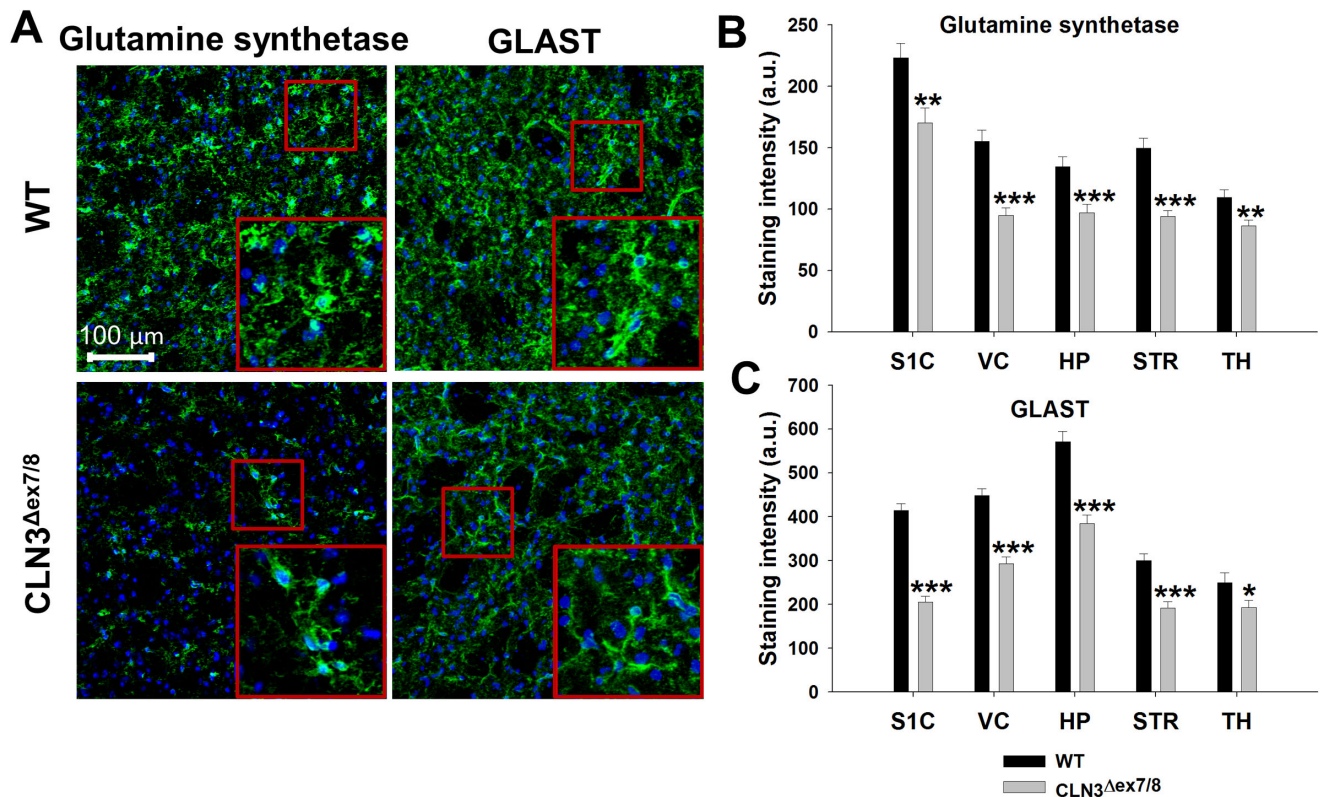 A
Glutamine synthetase
GLAST
WT
100 µm
CLN3Δex7/8
B
Glutamine synthetase
Staining intensity (a.u.)
250
200
150
100
50
0
**
***
***
***
**
S1C VC HP STR TH
C
GLAST
Staining intensity (a.u.)
700
600
500
400
300
200
100
0
***
***
***
***
*
S1C VC HP STR TH
WT
CLN3Δex7/8